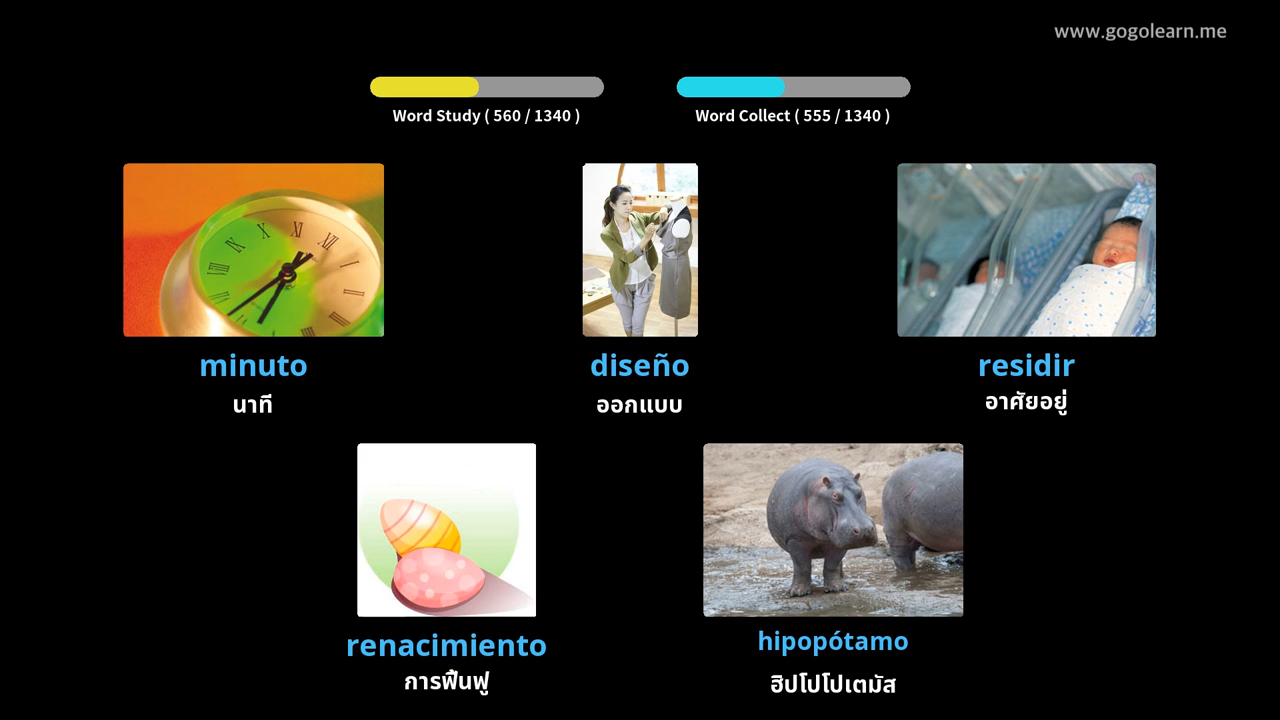 www.gogolearn.me
Word Study ( 560 / 1340 )
Word Collect ( 555 / 1340 )
minuto
นาที
diseño
ออกแบบ
residir
อาศัยอยู่
renacimiento
การฟื้นฟู
hipopótamo
ฮิปโปโปเตมัส